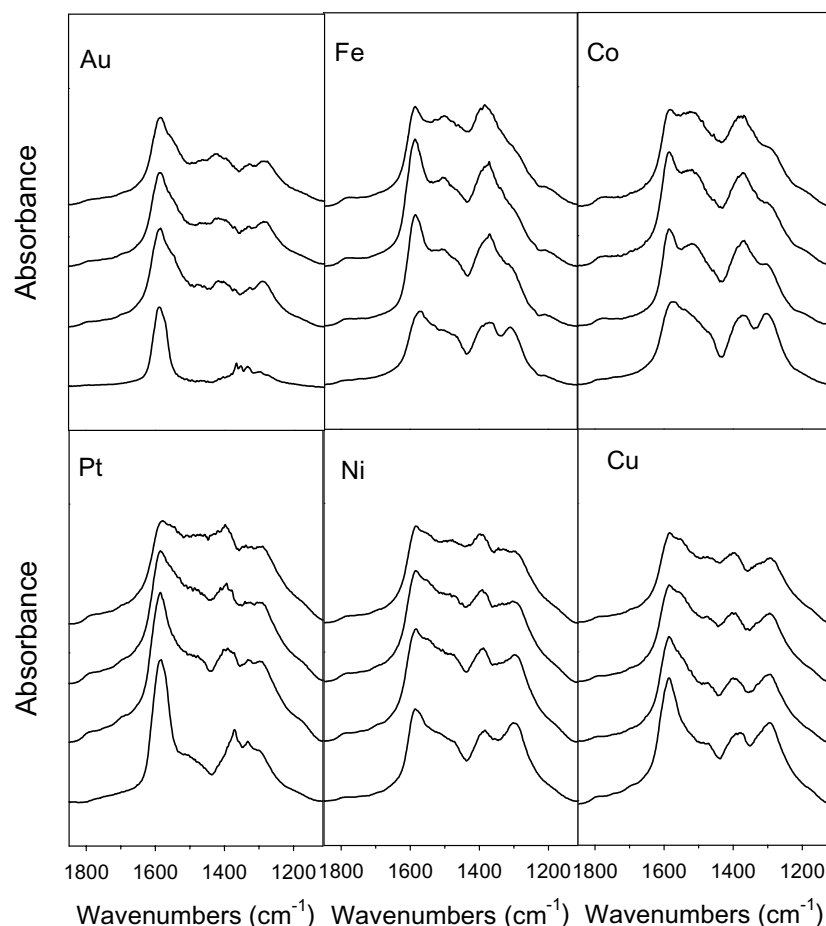 Au Fe Co
Absorbance
Pt Ni Cu
Absorbance
1800 1600 1400 1200 1800 1600 1400 1200 1800 1600 1400 1200
Wavenumbers (cm-1) Wavenumbers (cm-1) Wavenumbers (cm-1)